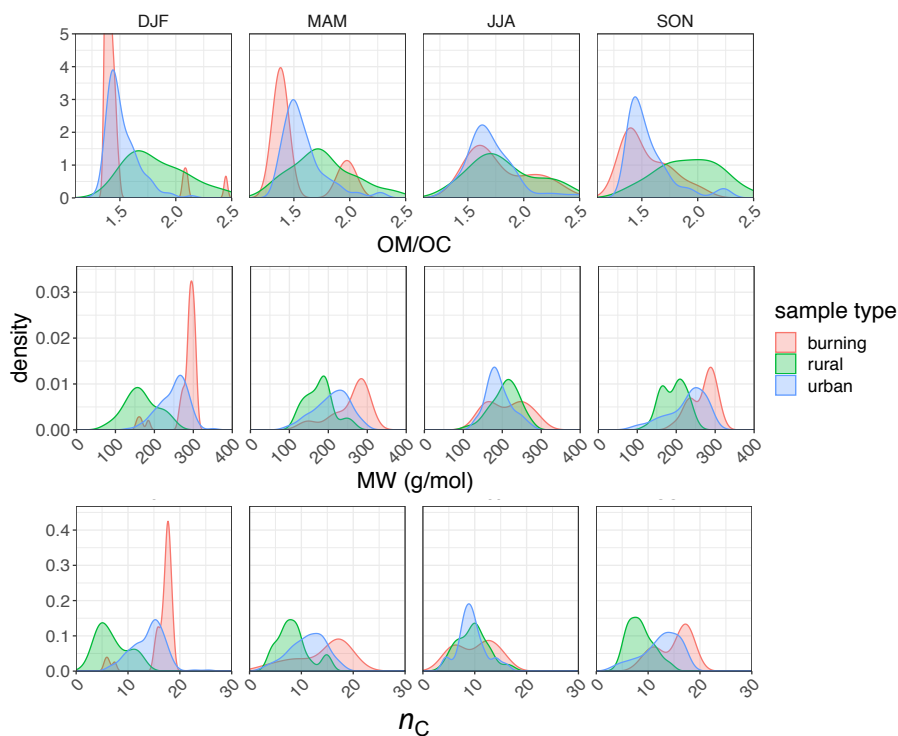 DJF MAM JJA SON
5
4
3
2
1
0
1.5 2.0 2.5 1.5 2.0 2.5 1.5 2.0 2.5 1.5 2.0 2.5
OM/OC
0.03
0.02
0.01
0.00
density
0 100 200 300 400 0 100 200 300 400 0 100 200 300 400 0 100 200 300 400
MW (g/mol)
sample type
burning
rural
urban
0.4
0.3
0.2
0.1
0.0
0 10 20 30 0 10 20 30 0 10 20 30 0 10 20 30
nC